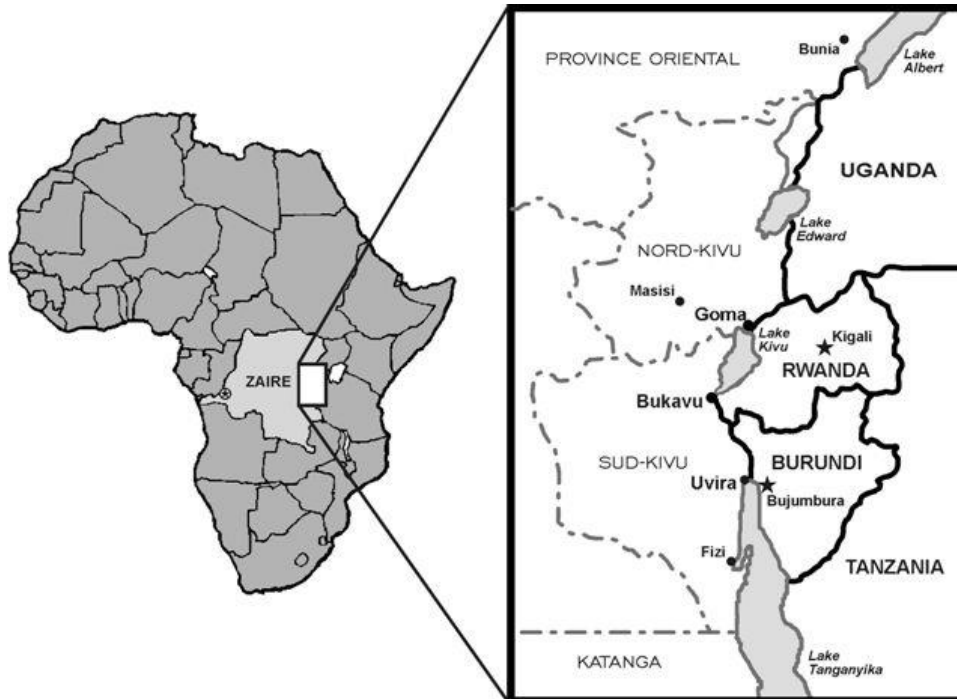 ZAIRE
PROVINCE ORIENTAL
Bunia
Lake
Albert
UGANDA
Lake
Edward
NORD-KIVU
Masisi
Goma
Lake
Kivu
Kigali
RWANDA
Bukavu
SUD-KIVU
BURUNDI
Uvira
Bujumbura
Fizi
TANZANIA
KATANGA
Lake
Tanganyika